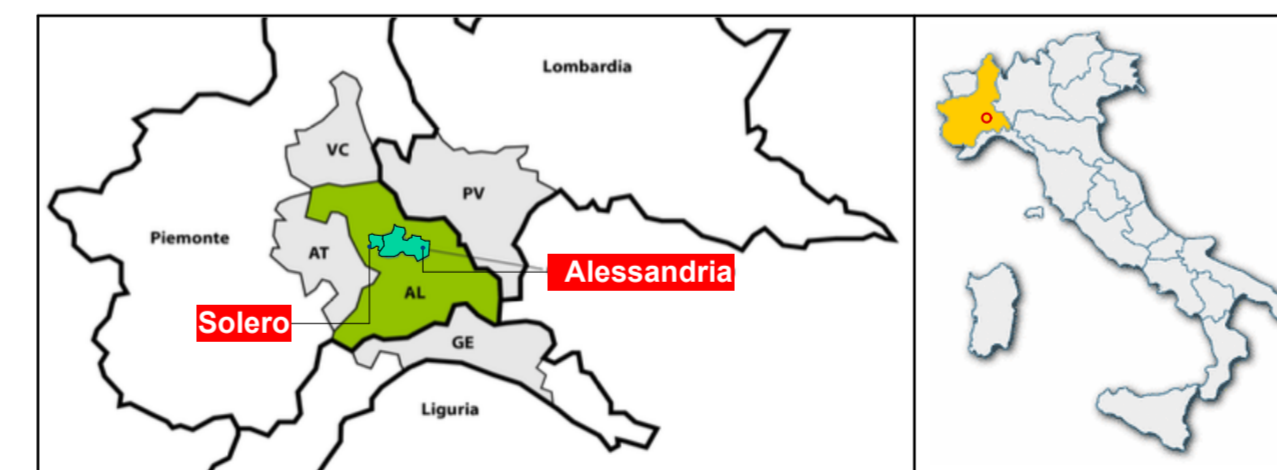 Lombardia
VC
PV
Piemonte
AT
Alessandria
AL
Solero
GE
Liguria